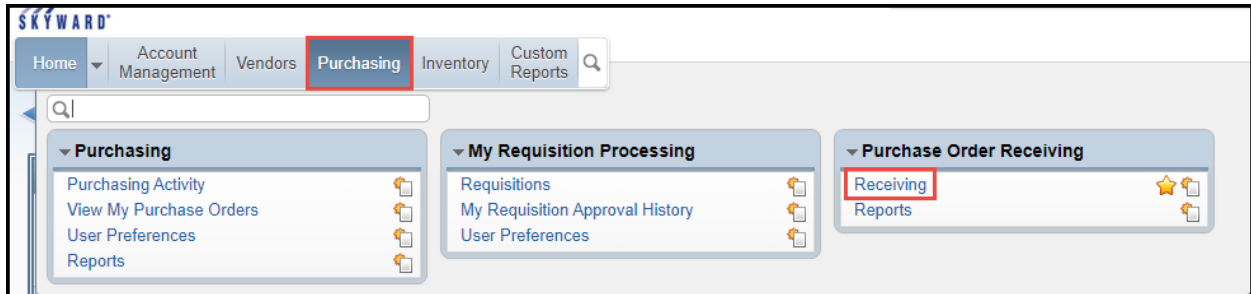 SKYWARD®
Home
Account Management
Vendors
Purchasing
Inventory
Custom Reports
Purchasing
Purchasing Activity
View My Purchase Orders
User Preferences
Reports
My Requisition Processing
Requisitions
My Requisition Approval History
User Preferences
Purchase Order Receiving
Receiving
Reports